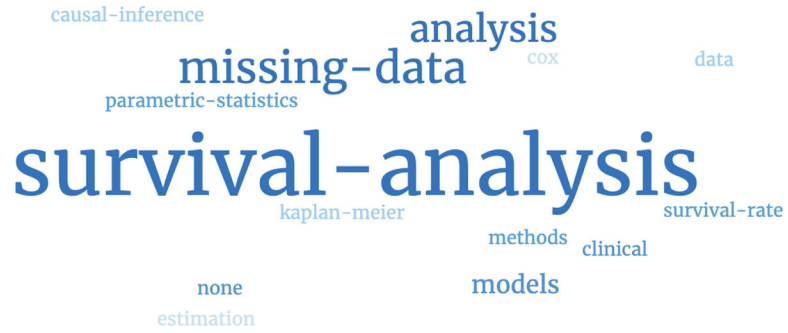 causal-inference
analysis
missing-data
cox
data
parametric-statistics
survival-analysis
kaplan-meier
survival-rate
methods
clinical
none
models
estimation